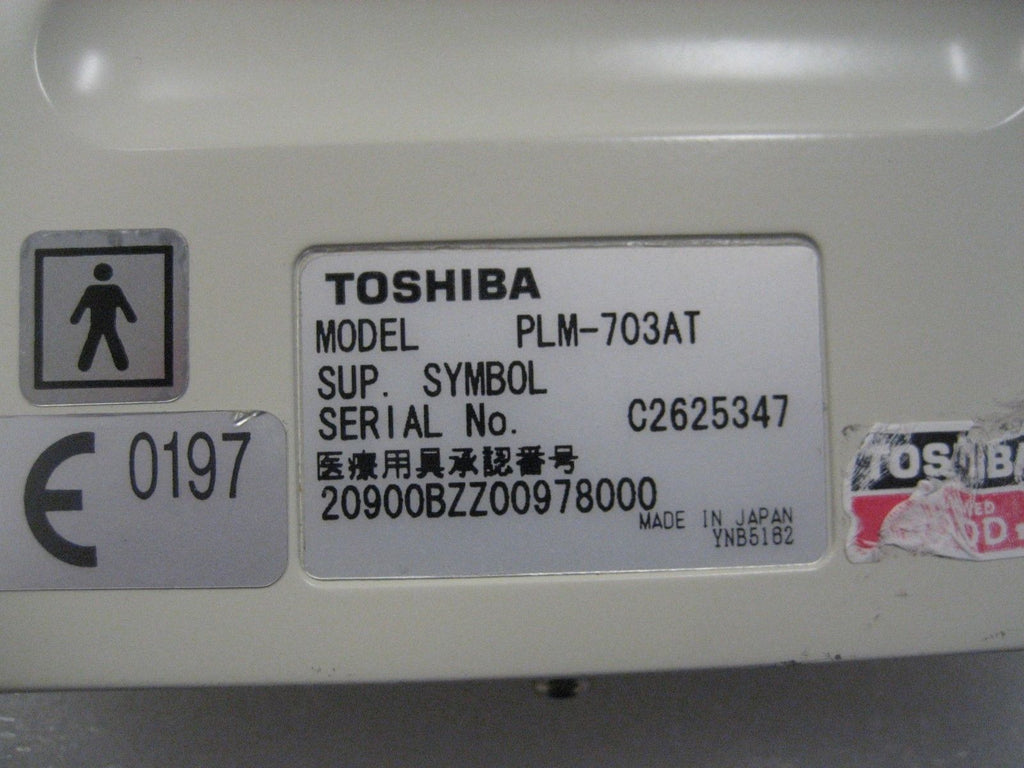 TOSHIBA
MODEL PLM-703AT
SUP. SYMBOL
SERIAL No. C2625347
医療用具承認番号
20900BZZ00978000
MADE IN JAPAN
YNB5182
CE 0197
TOSHIBA